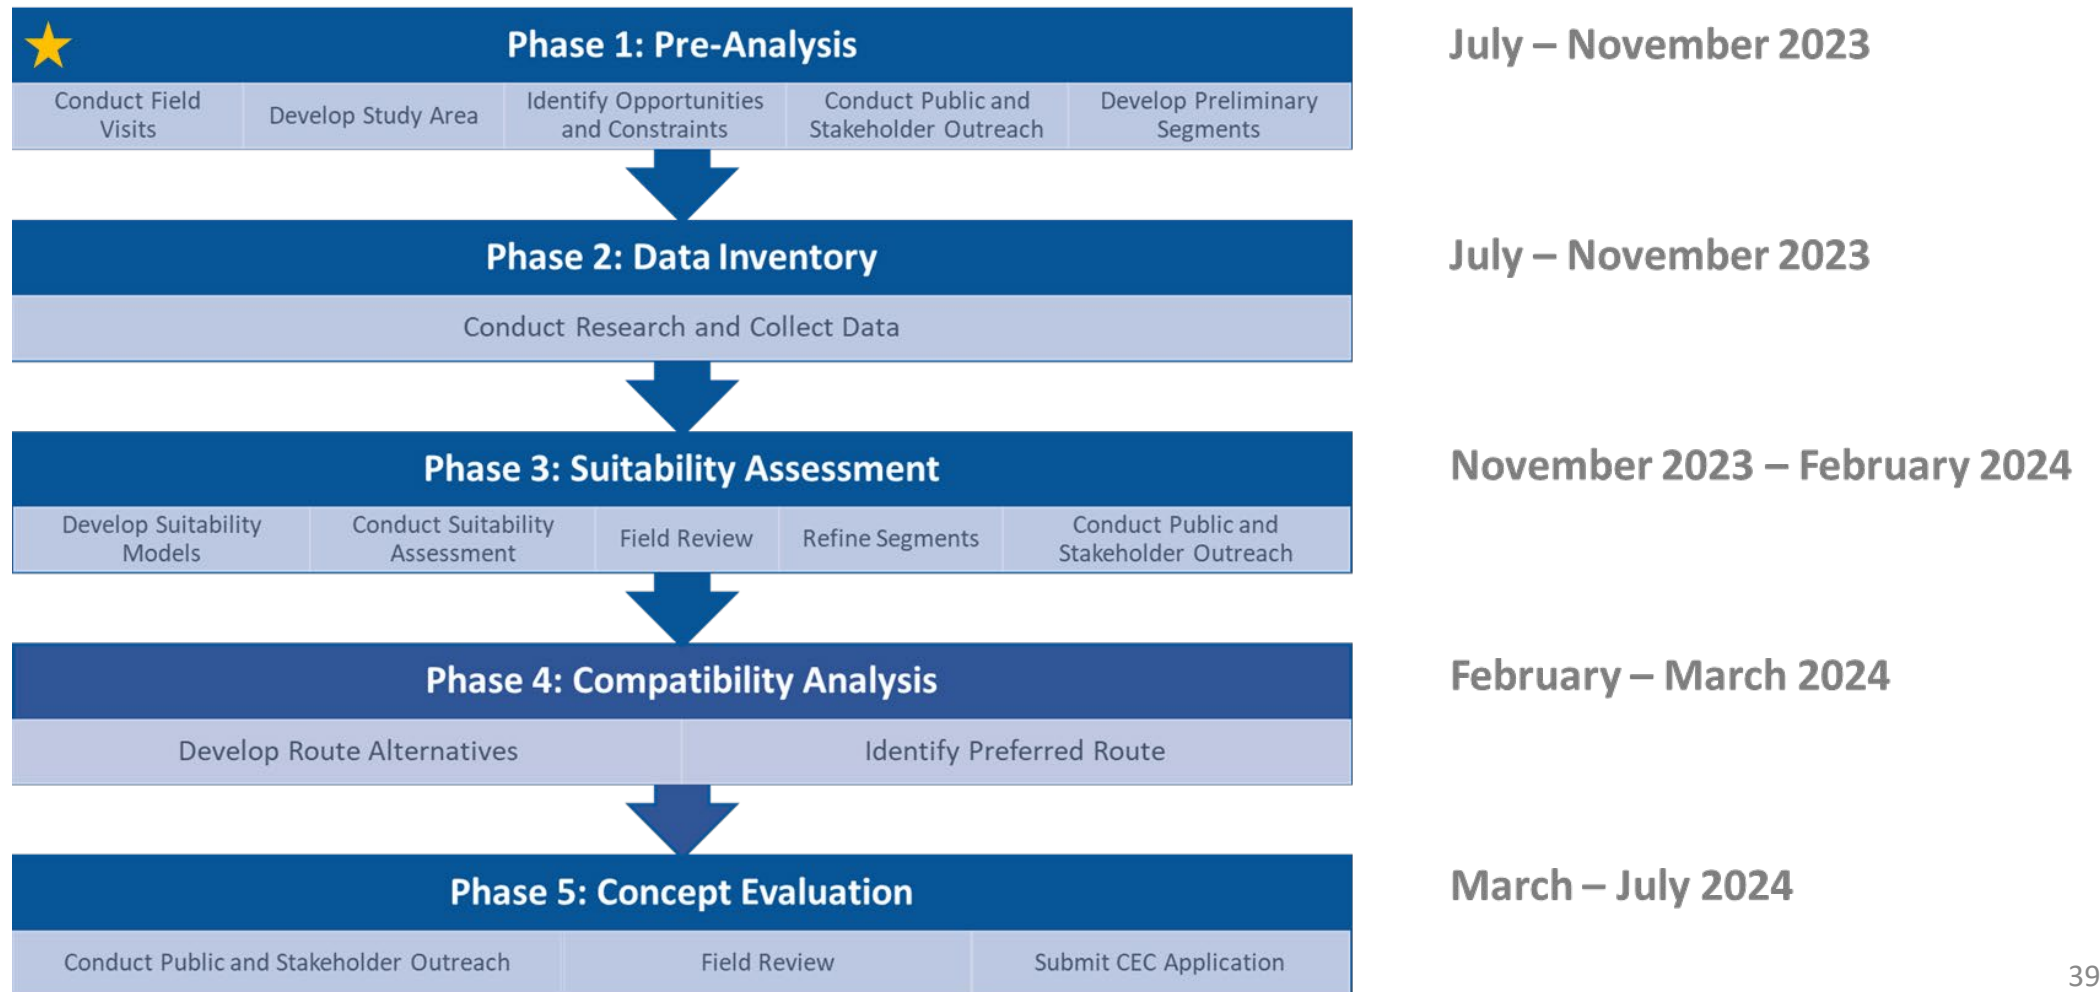 Phase 1: Pre-Analysis
July – November 2023
Conduct Field
Visits
Develop Study Area
Identify Opportunities
and Constraints
Conduct Public and
Stakeholder Outreach
Develop Preliminary
Segments
Phase 2: Data Inventory
July – November 2023
Conduct Research and Collect Data
Phase 3: Suitability Assessment
November 2023 – February 2024
Develop Suitability
Models
Conduct Suitability
Assessment
Field Review
Refine Segments
Conduct Public and
Stakeholder Outreach
Phase 4: Compatibility Analysis
February – March 2024
Develop Route Alternatives
Identify Preferred Route
Phase 5: Concept Evaluation
March – July 2024
Conduct Public and Stakeholder Outreach
Field Review
Submit CEC Application
39